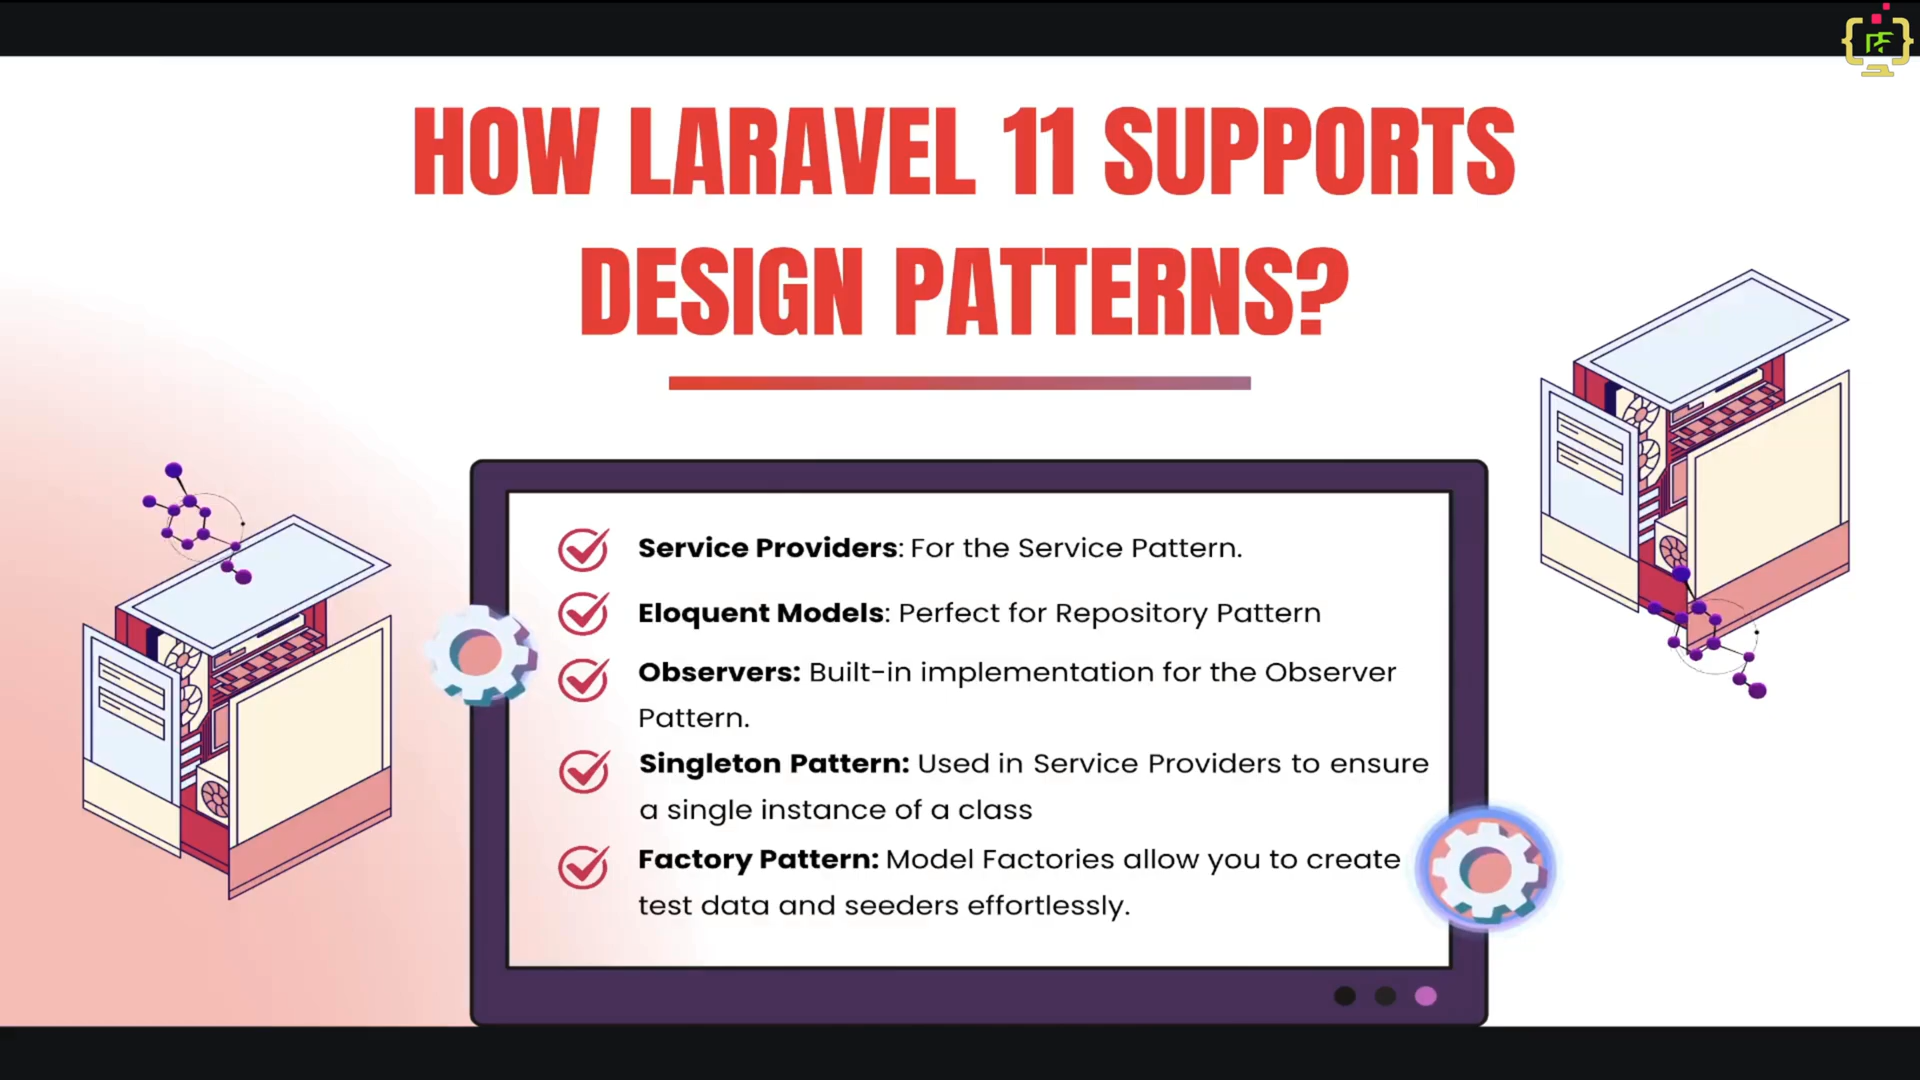 HOW LARAVEL 11 SUPPORTS
DESIGN PATTERNS?
Service Providers: For the Service Pattern.
Eloquent Models: Perfect for Repository Pattern
Observers: Built-in implementation for the Observer
Pattern.
Singleton Pattern: Used in Service Providers to ensure
a single instance of a class
Factory Pattern: Model Factories allow you to create
test data and seeders effortlessly.